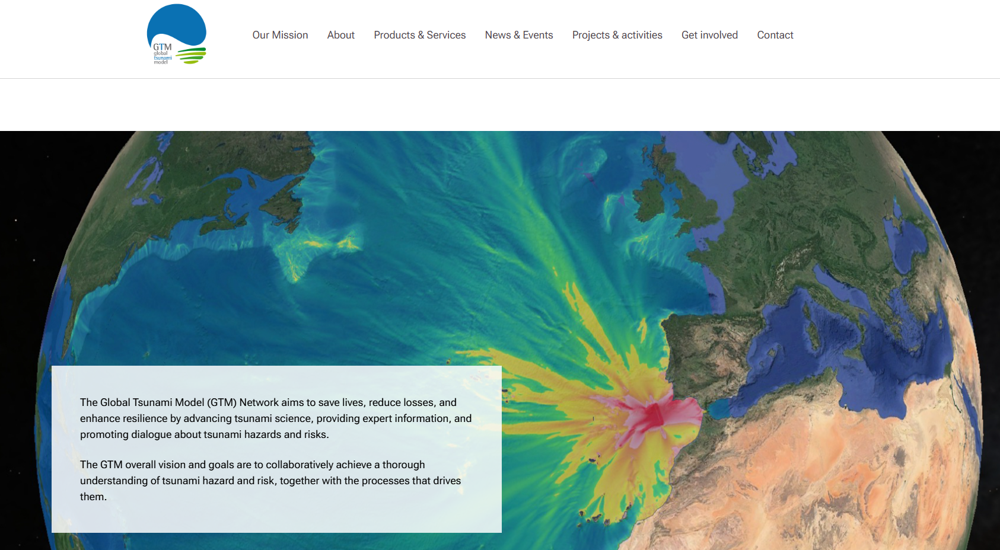 GTM
global
tsunami
model
Our Mission About Products & Services News & Events Projects & activities Get involved Contact
The Global Tsunami Model (GTM) Network aims to save lives, reduce losses, and
enhance resilience by advancing tsunami science, providing expert information, and
promoting dialogue about tsunami hazards and risks.
The GTM overall vision and goals are to collaboratively achieve a thorough
understanding of tsunami hazard and risk, together with the processes that drives
them.